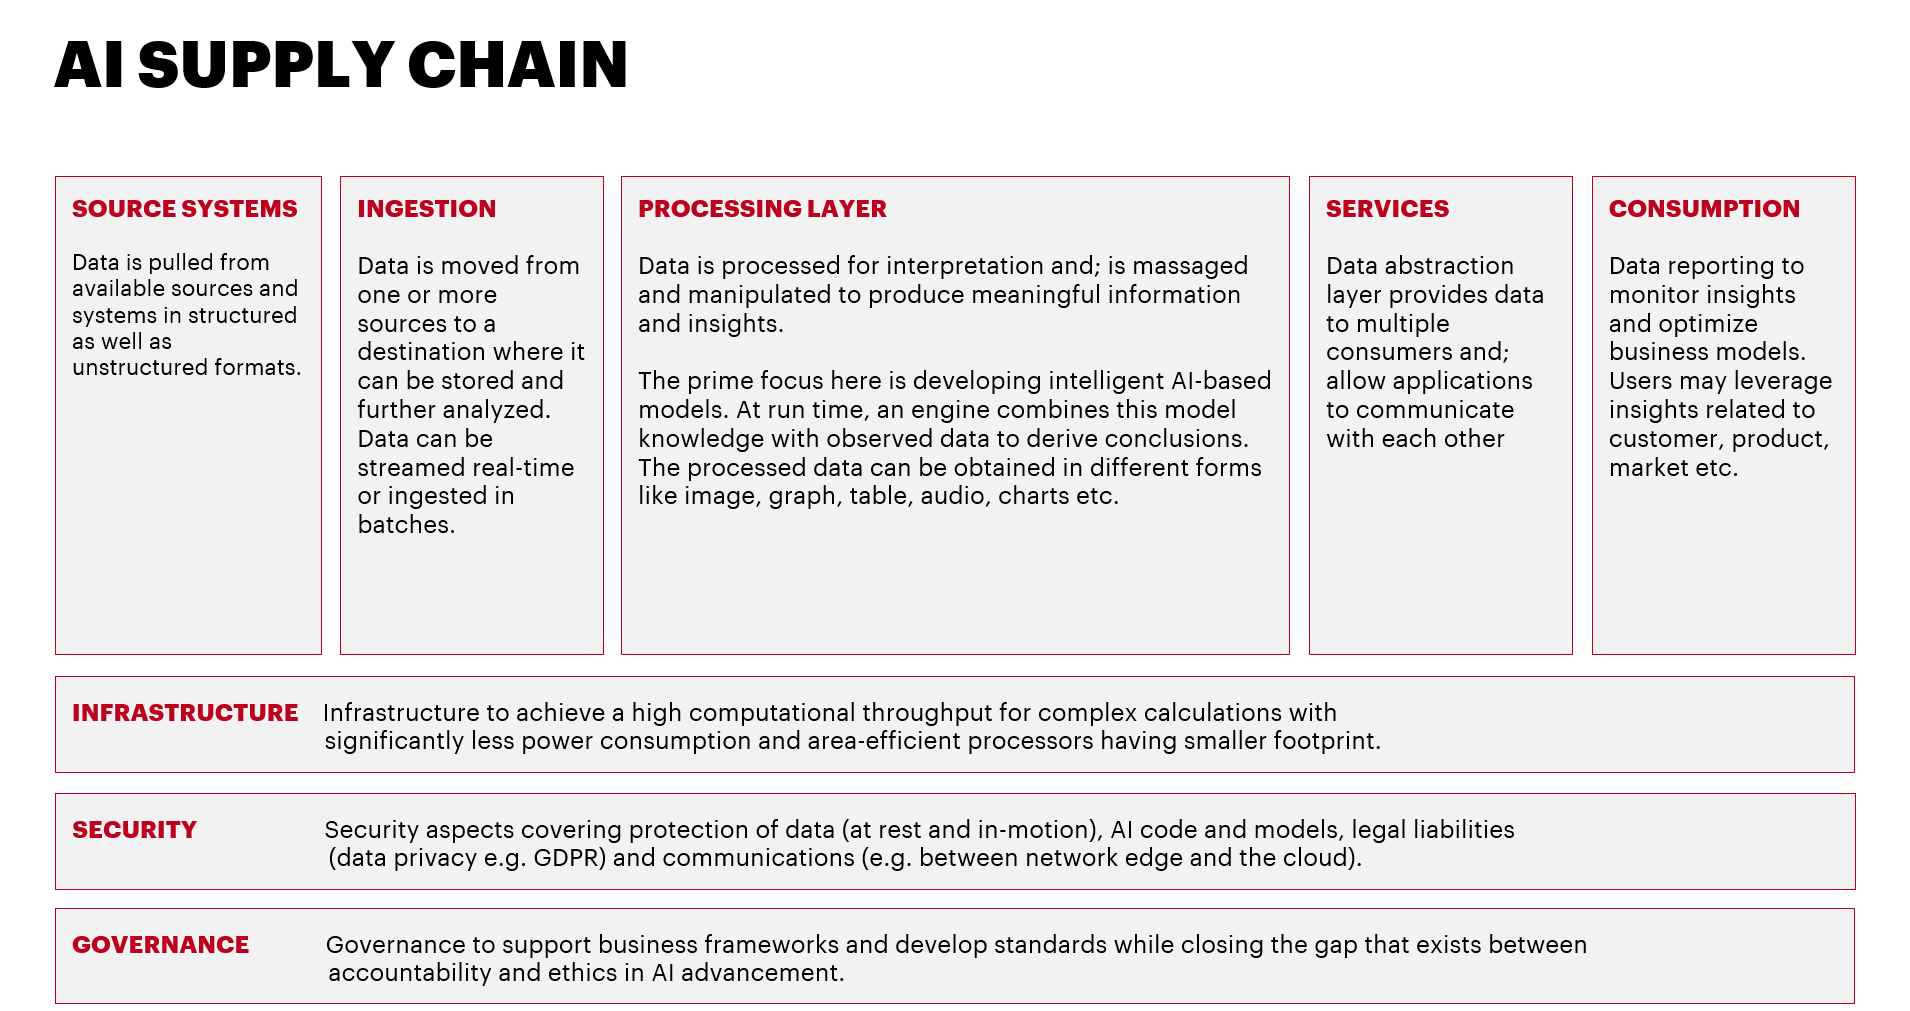 AI SUPPLY CHAIN
SOURCE SYSTEMS
Data is pulled from
available sources and
systems in structured
as well as
unstructured formats.
INGESTION
Data is moved from
one or more
sources to a
destination where it
can be stored and
further analyzed.
Data can be
streamed real-time
or ingested in
batches.
PROCESSING LAYER
Data is processed for interpretation and; is massaged
and manipulated to produce meaningful information
and insights.
The prime focus here is developing intelligent AI-based
models. At run time, an engine combines this model
knowledge with observed data to derive conclusions.
The processed data can be obtained in different forms
like image, graph, table, audio, charts etc.
SERVICES
Data abstraction
layer provides data
to multiple
consumers and;
allow applications
to communicate
with each other
CONSUMPTION
Data reporting to
monitor insights
and optimize
business models.
Users may leverage
insights related to
customer, product,
market etc.
INFRASTRUCTURE Infrastructure to achieve a high computational throughput for complex calculations with
significantly less power consumption and area-efficient processors having smaller footprint.
SECURITY Security aspects covering protection of data (at rest and in-motion), AI code and models, legal liabilities
(data privacy e.g. GDPR) and communications (e.g. between network edge and the cloud).
GOVERNANCE Governance to support business frameworks and develop standards while closing the gap that exists between
accountability and ethics in AI advancement.